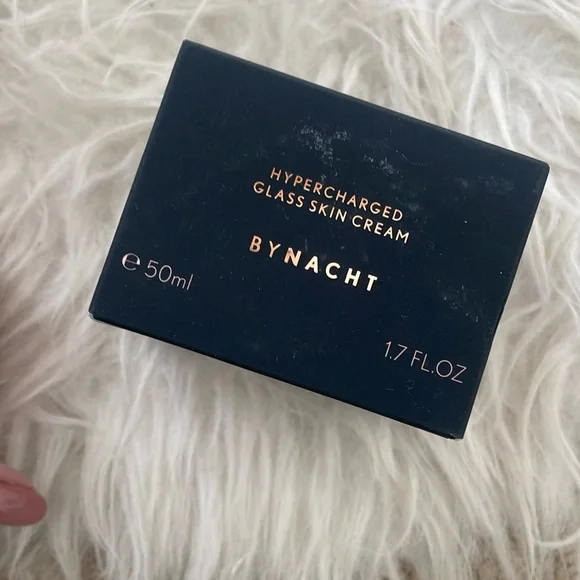 HYPERCHARGED
GLASS SKIN CREAM
BYNACHT
℮ 50ml
1.7 FL.OZ